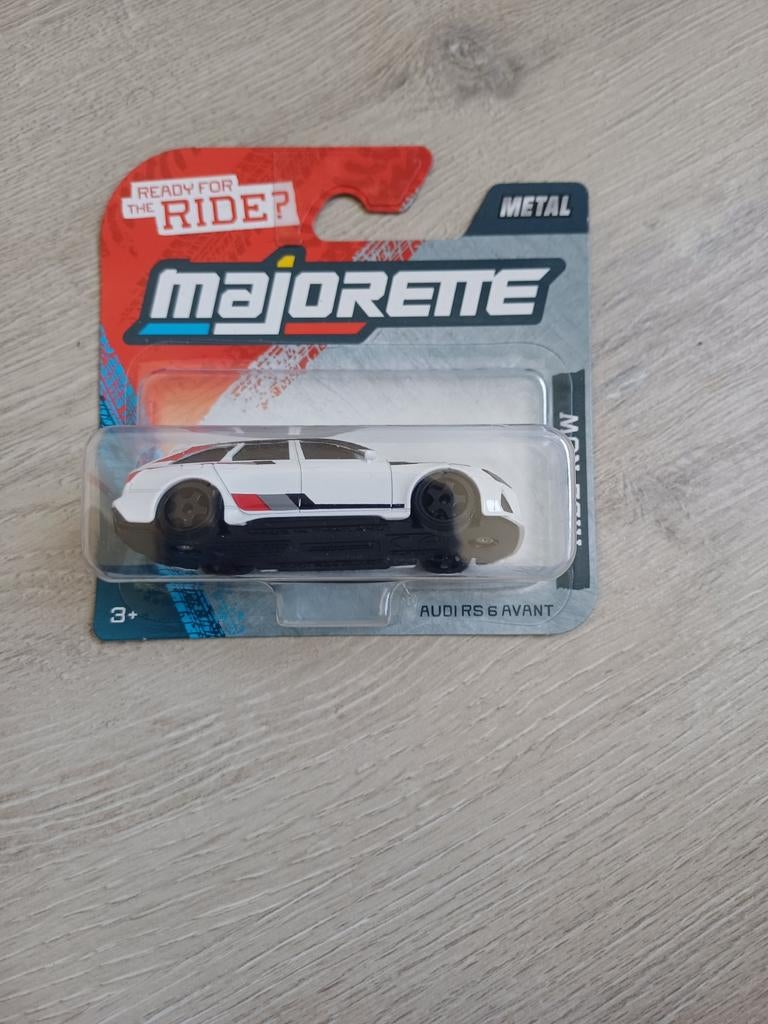 READY FOR
THE RIDE?
METAL
majorette
3+
AUDI RS 6 AVANT